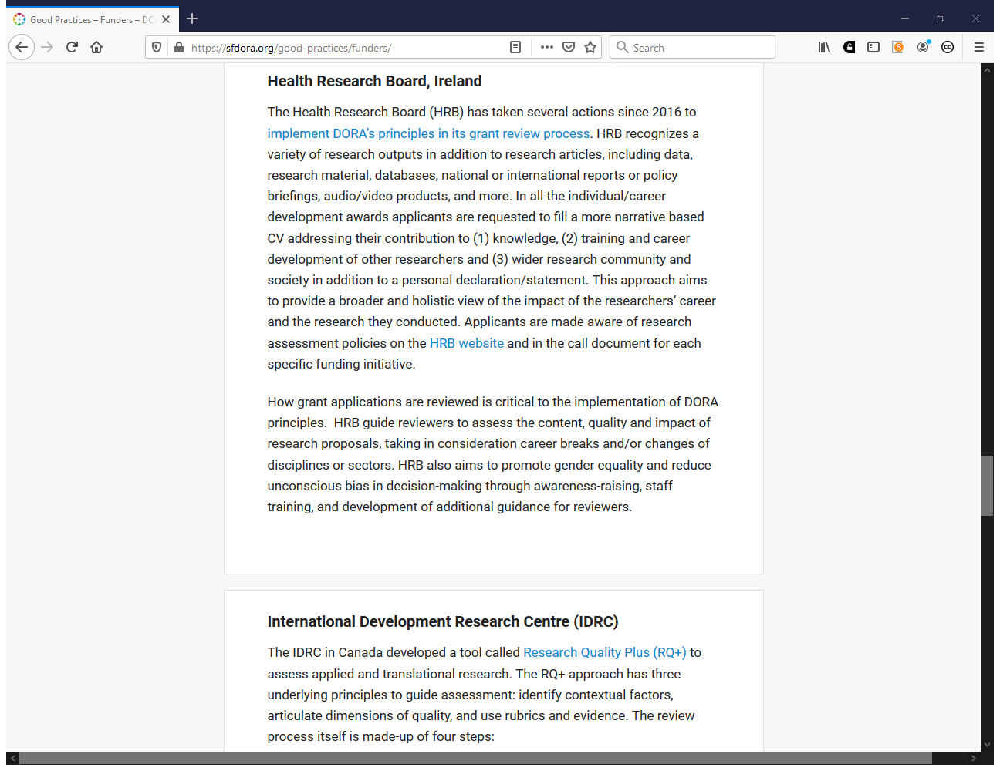 Good Practices – Funders – DO
https://sfdora.org/good-practices/funders/
Search
Health Research Board, Ireland
The Health Research Board (HRB) has taken several actions since 2016 to
implement DORA’s principles in its grant review process. HRB recognizes a
variety of research outputs in addition to research articles, including data,
research material, databases, national or international reports or policy
briefings, audio/video products, and more. In all the individual/career
development awards applicants are requested to fill a more narrative based
CV addressing their contribution to (1) knowledge, (2) training and career
development of other researchers and (3) wider research community and
society in addition to a personal declaration/statement. This approach aims
to provide a broader and holistic view of the impact of the researchers’ career
and the research they conducted. Applicants are made aware of research
assessment policies on the HRB website and in the call document for each
specific funding initiative.
How grant applications are reviewed is critical to the implementation of DORA
principles.  HRB guide reviewers to assess the content, quality and impact of
research proposals, taking in consideration career breaks and/or changes of
disciplines or sectors. HRB also aims to promote gender equality and reduce
unconscious bias in decision-making through awareness-raising, staff
training, and development of additional guidance for reviewers.
International Development Research Centre (IDRC)
The IDRC in Canada developed a tool called Research Quality Plus (RQ+) to
assess applied and translational research. The RQ+ approach has three
underlying principles to guide assessment: identify contextual factors,
articulate dimensions of quality, and use rubrics and evidence. The review
process itself is made-up of four steps: